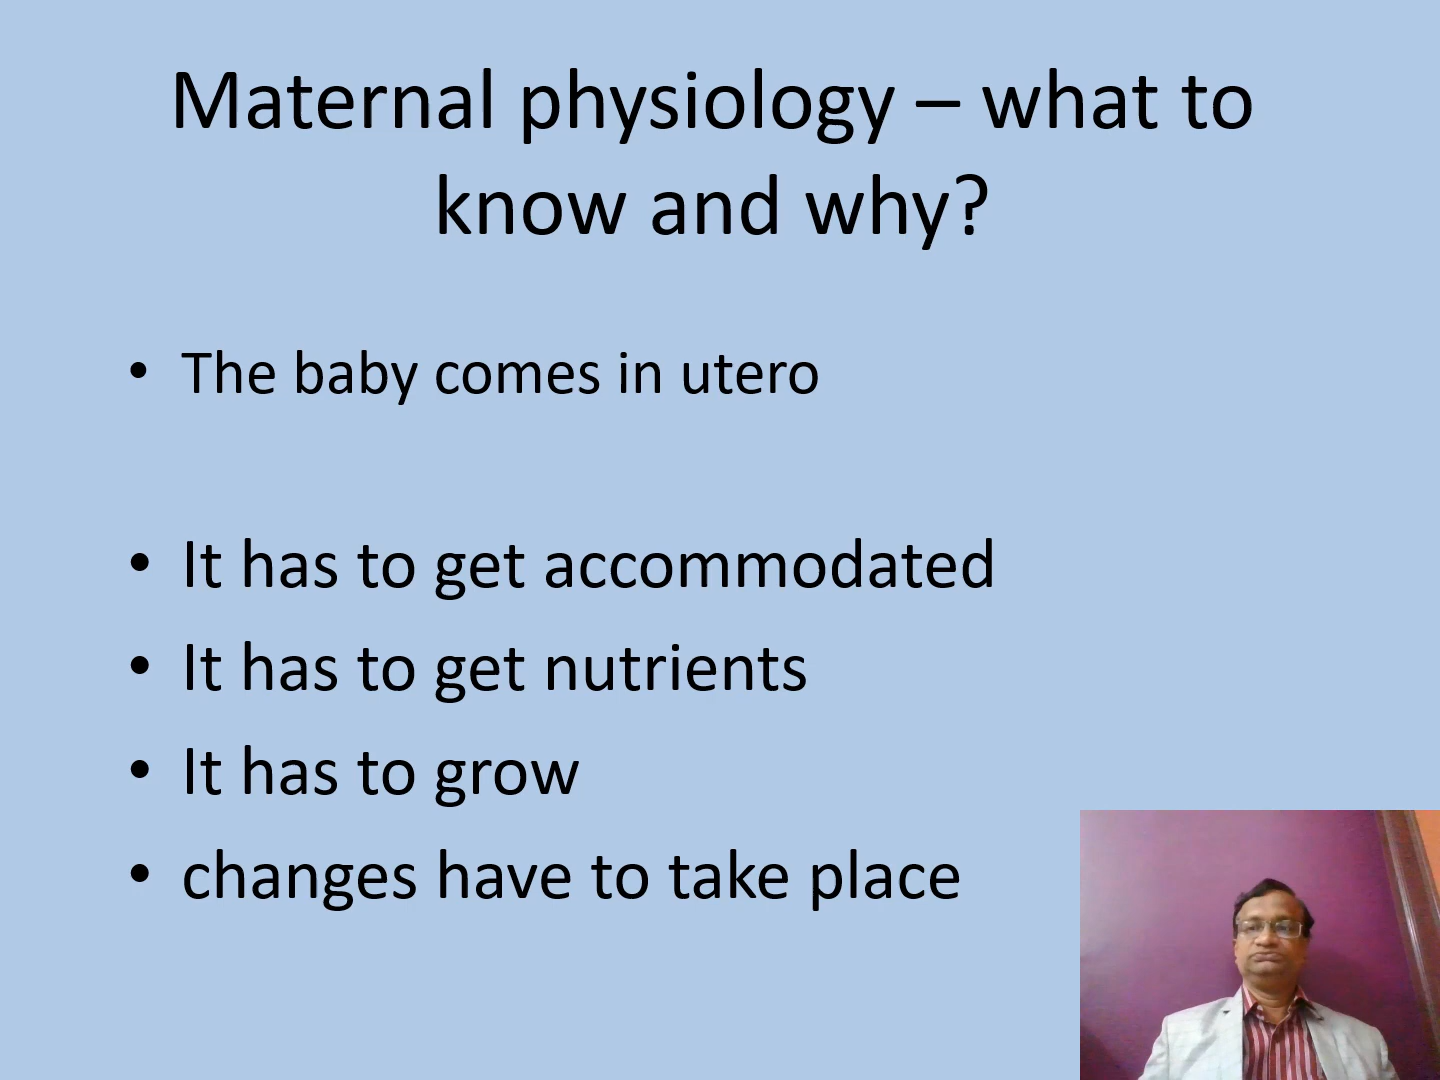 Maternal physiology – what to
know and why?
• The baby comes in utero
• It has to get accommodated
• It has to get nutrients
• It has to grow
• changes have to take place